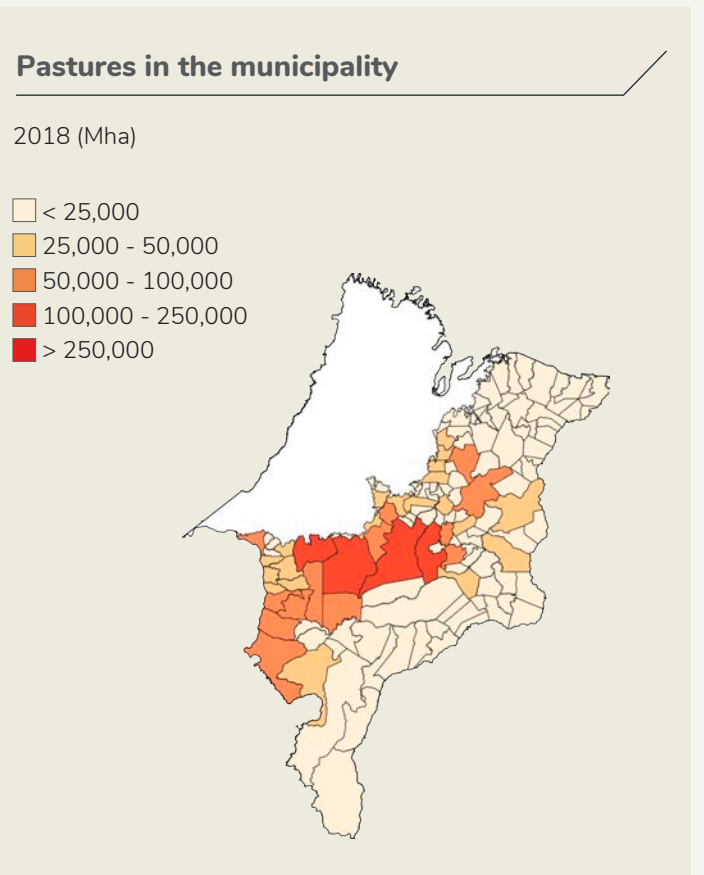 Pastures in the municipality
2018 (Mha)
< 25,000
25,000 - 50,000
50,000 - 100,000
100,000 - 250,000
> 250,000